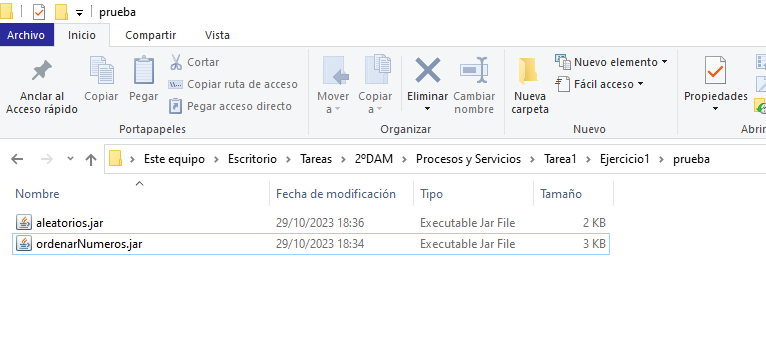 prueba
Archivo Inicio Compartir Vista
Anclar al Acceso rápido
Copiar
Pegar
Cortar
Copiar ruta de acceso
Pegar acceso directo
Portapapeles
Mover a
Copiar a
Eliminar
Cambiar nombre
Organizar
Nueva carpeta
Nuevo elemento
Fácil acceso
Nuevo
Propiedades
Abrir
Este equipo > Escritorio > Tareas > 2ºDAM > Procesos y Servicios > Tarea1 > Ejercicio1 > prueba
Nombre Fecha de modificación Tipo Tamaño
aleatorios.jar 29/10/2023 18:36 Executable Jar File 2 KB
ordenarNumeros.jar 29/10/2023 18:34 Executable Jar File 3 KB